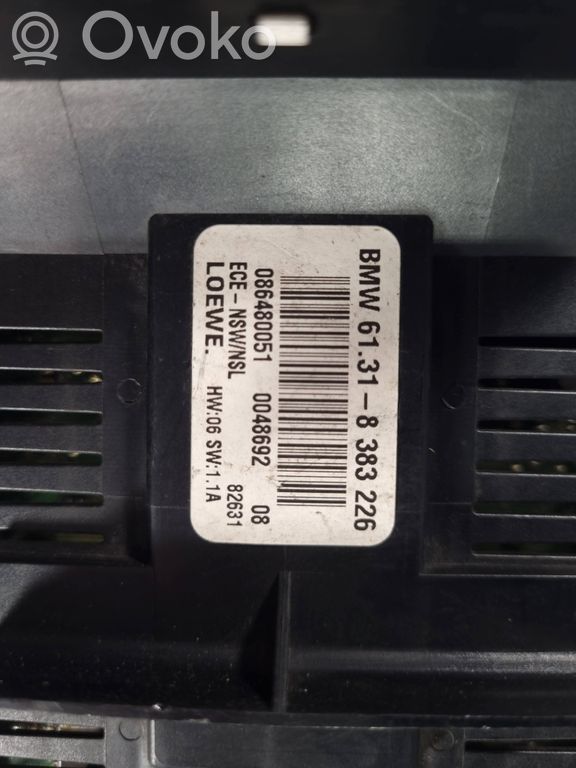 Ovoko
BMW 61.31 - 8 383 226
086480051 0048692 08
ECE - NSW/NSL 82631
LOEWE. HW:06 SW:1.1A